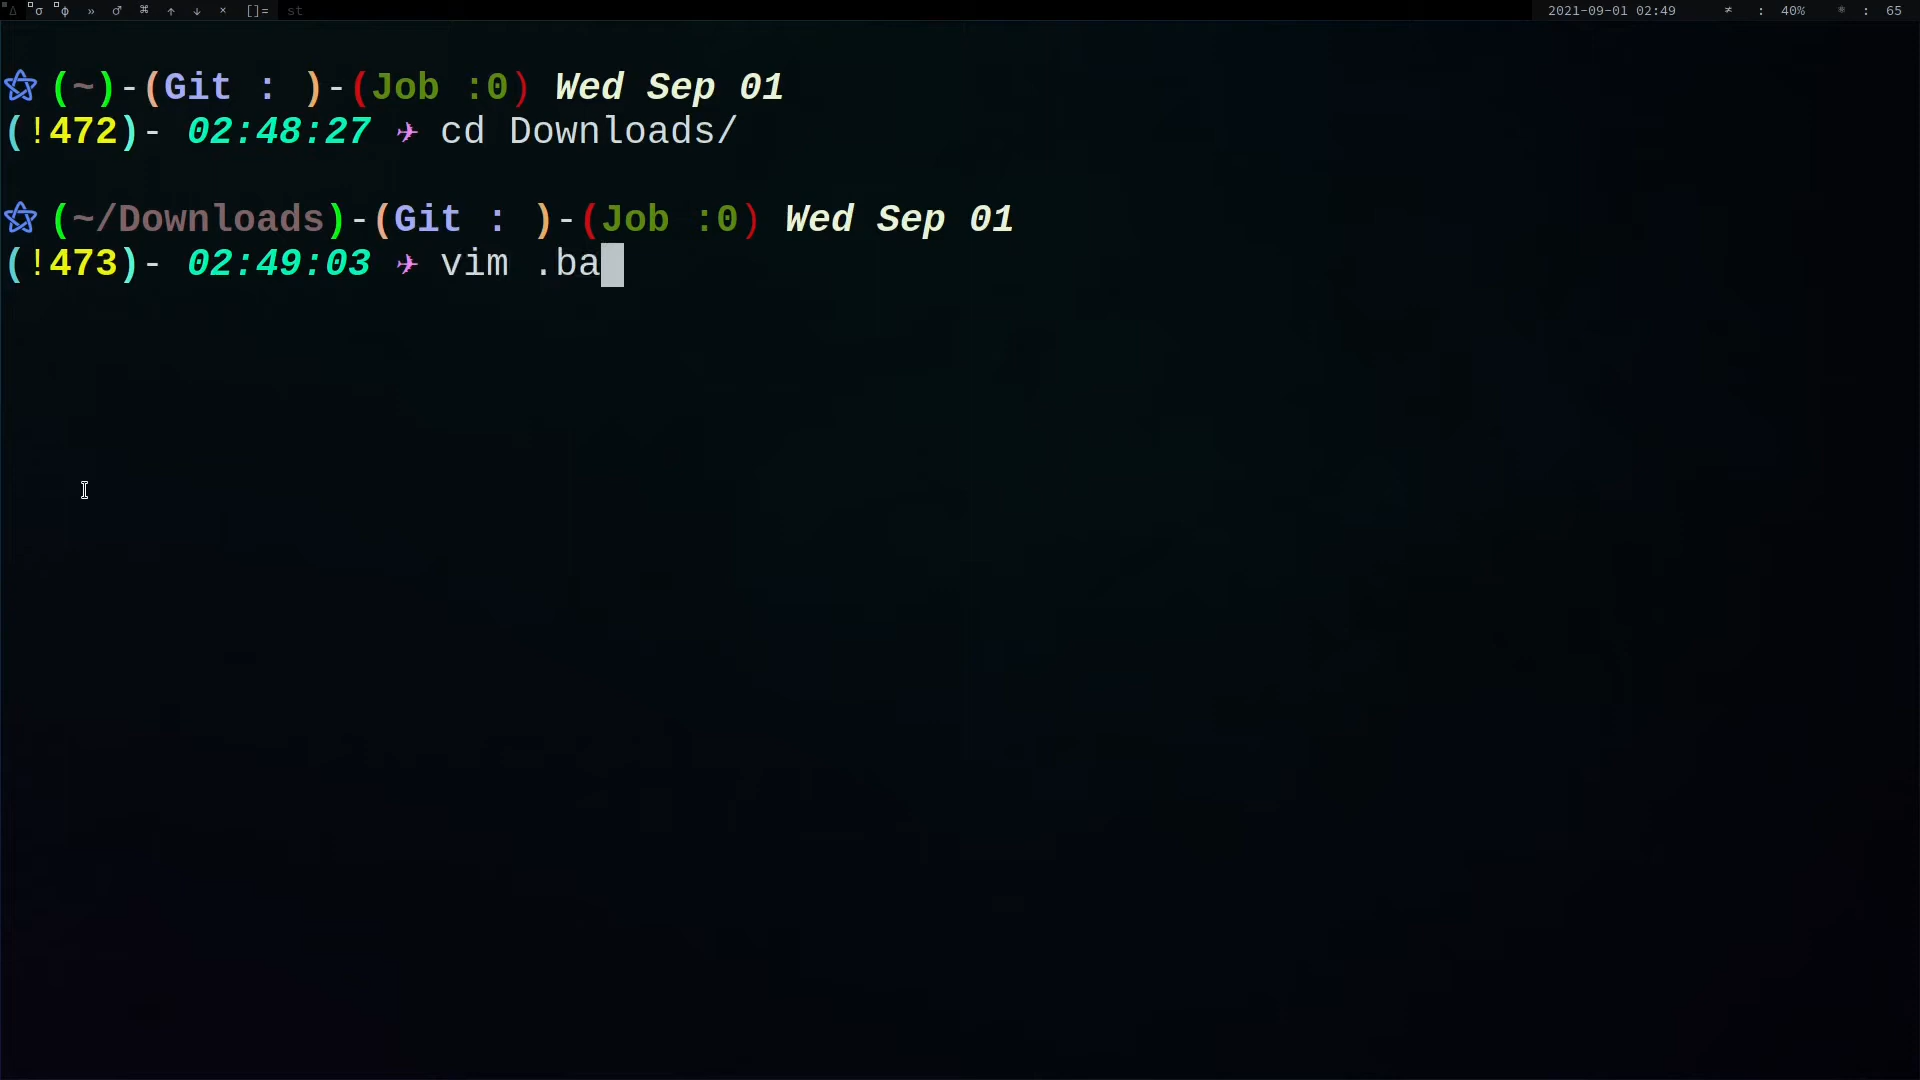 Δ σ ϕ » ♂ ⌘ ↑ ↓ × []= st 2021-09-01 02:49 ≠ : 40% : 65
(~)-(Git : )-(Job :0) Wed Sep 01
(!472)- 02:48:27 ✈ cd Downloads/
(~/Downloads)-(Git : )-(Job :0) Wed Sep 01
(!473)- 02:49:03 ✈ vim .ba